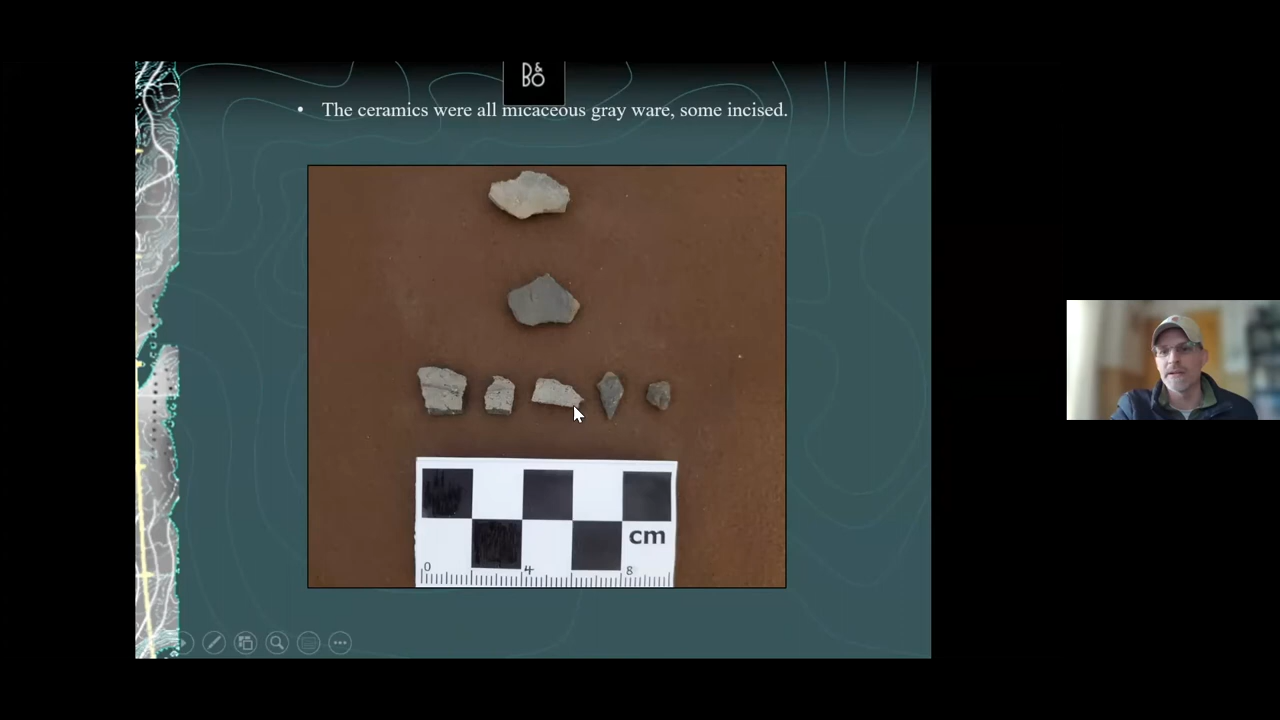 B&O
• The ceramics were all micaceous gray ware, some incised.
cm
0 4 8